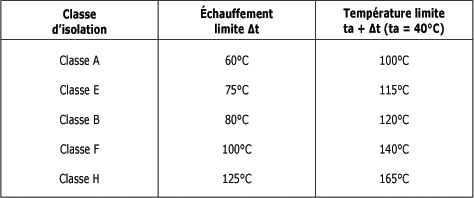 Classe d'isolation | Échauffement limite Δt | Température limite ta + Δt (ta = 40°C)
Classe A | 60°C | 100°C
Classe E | 75°C | 115°C
Classe B | 80°C | 120°C
Classe F | 100°C | 140°C
Classe H | 125°C | 165°C